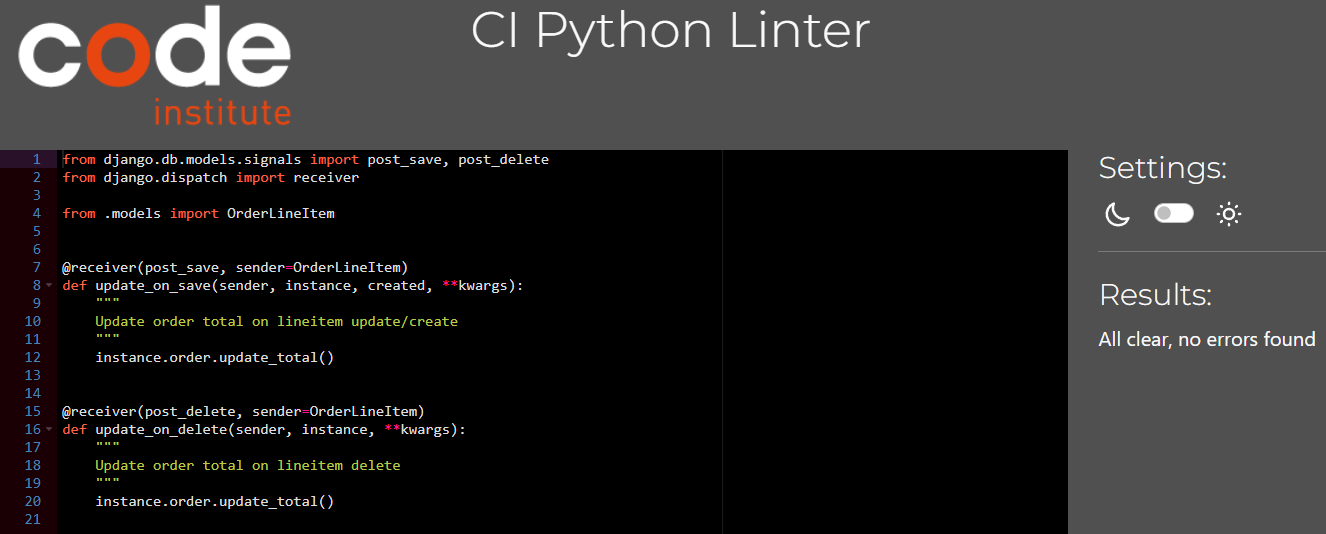 code
institute
CI Python Linter
1 from django.db.models.signals import post_save, post_delete
2 from django.dispatch import receiver
3
4 from .models import OrderLineItem
5
6
7 @receiver(post_save, sender=OrderLineItem)
8 def update_on_save(sender, instance, created, **kwargs):
9     """
10     Update order total on lineitem update/create
11     """
12     instance.order.update_total()
13
14
15 @receiver(post_delete, sender=OrderLineItem)
16 def update_on_delete(sender, instance, **kwargs):
17     """
18     Update order total on lineitem delete
19     """
20     instance.order.update_total()
21
Settings:
Results:
All clear, no errors found